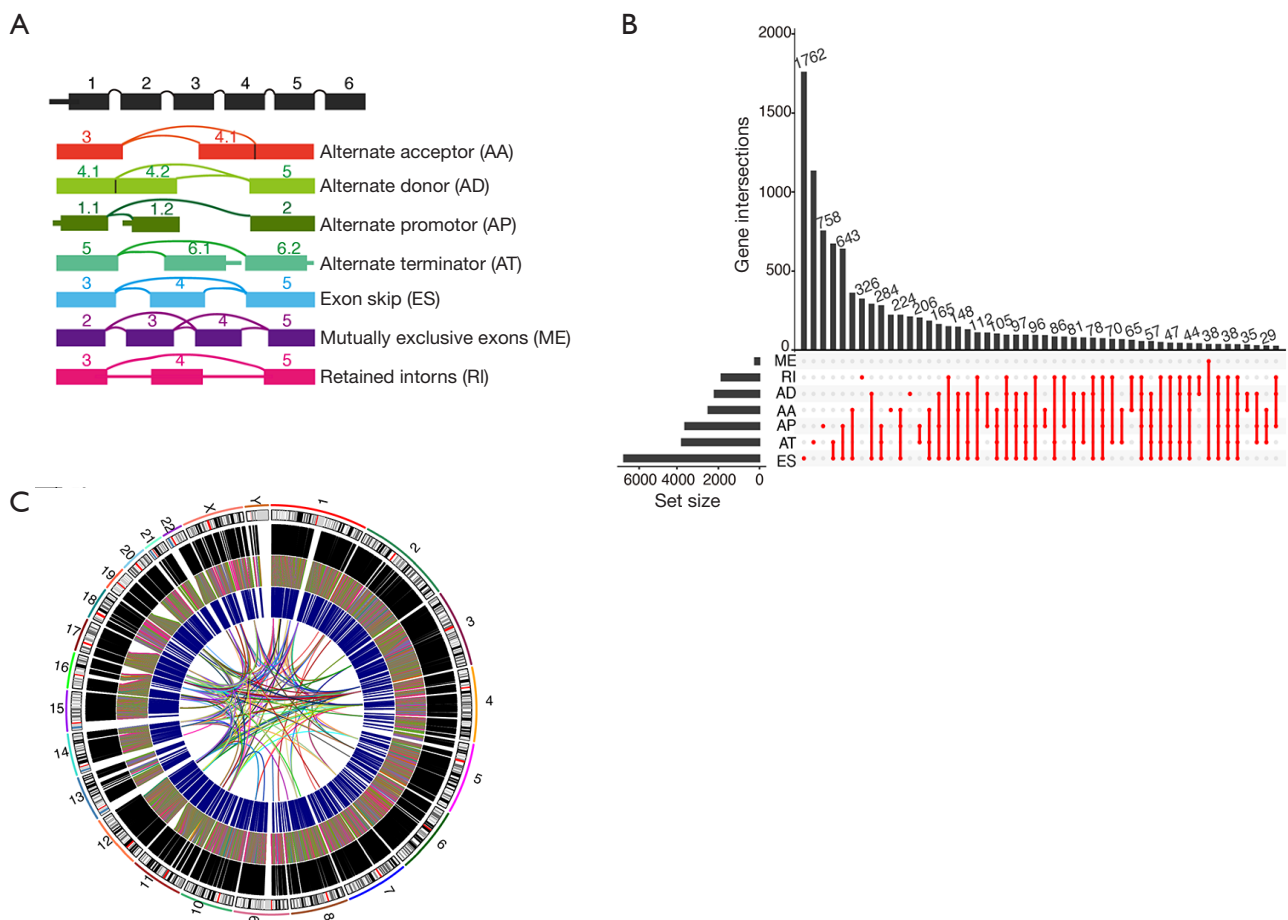 A
1 2 3 4 5 6
3 4.1
Alternate acceptor (AA)
4.1 4.2 5
Alternate donor (AD)
1.1 1.2 2
Alternate promotor (AP)
5 6.1 6.2
Alternate terminator (AT)
3 4 5
Exon skip (ES)
2 3 4 5
Mutually exclusive exons (ME)
3 4 5
Retained intorns (RI)
B
Gene intersections
2000
1500
1000
500
0
1762 758 643 326 284 224 206 165 148 112 105 97 96 86 81 78 70 65 57 47 44 38 38 35 29
ME
RI
AD
AA
AP
AT
ES
6000 4000 2000 0
Set size
C
1
2
3
4
5
6
7
8
9
10
11
12
13
14
15
16
17
18
19
20
21
22
X
Y